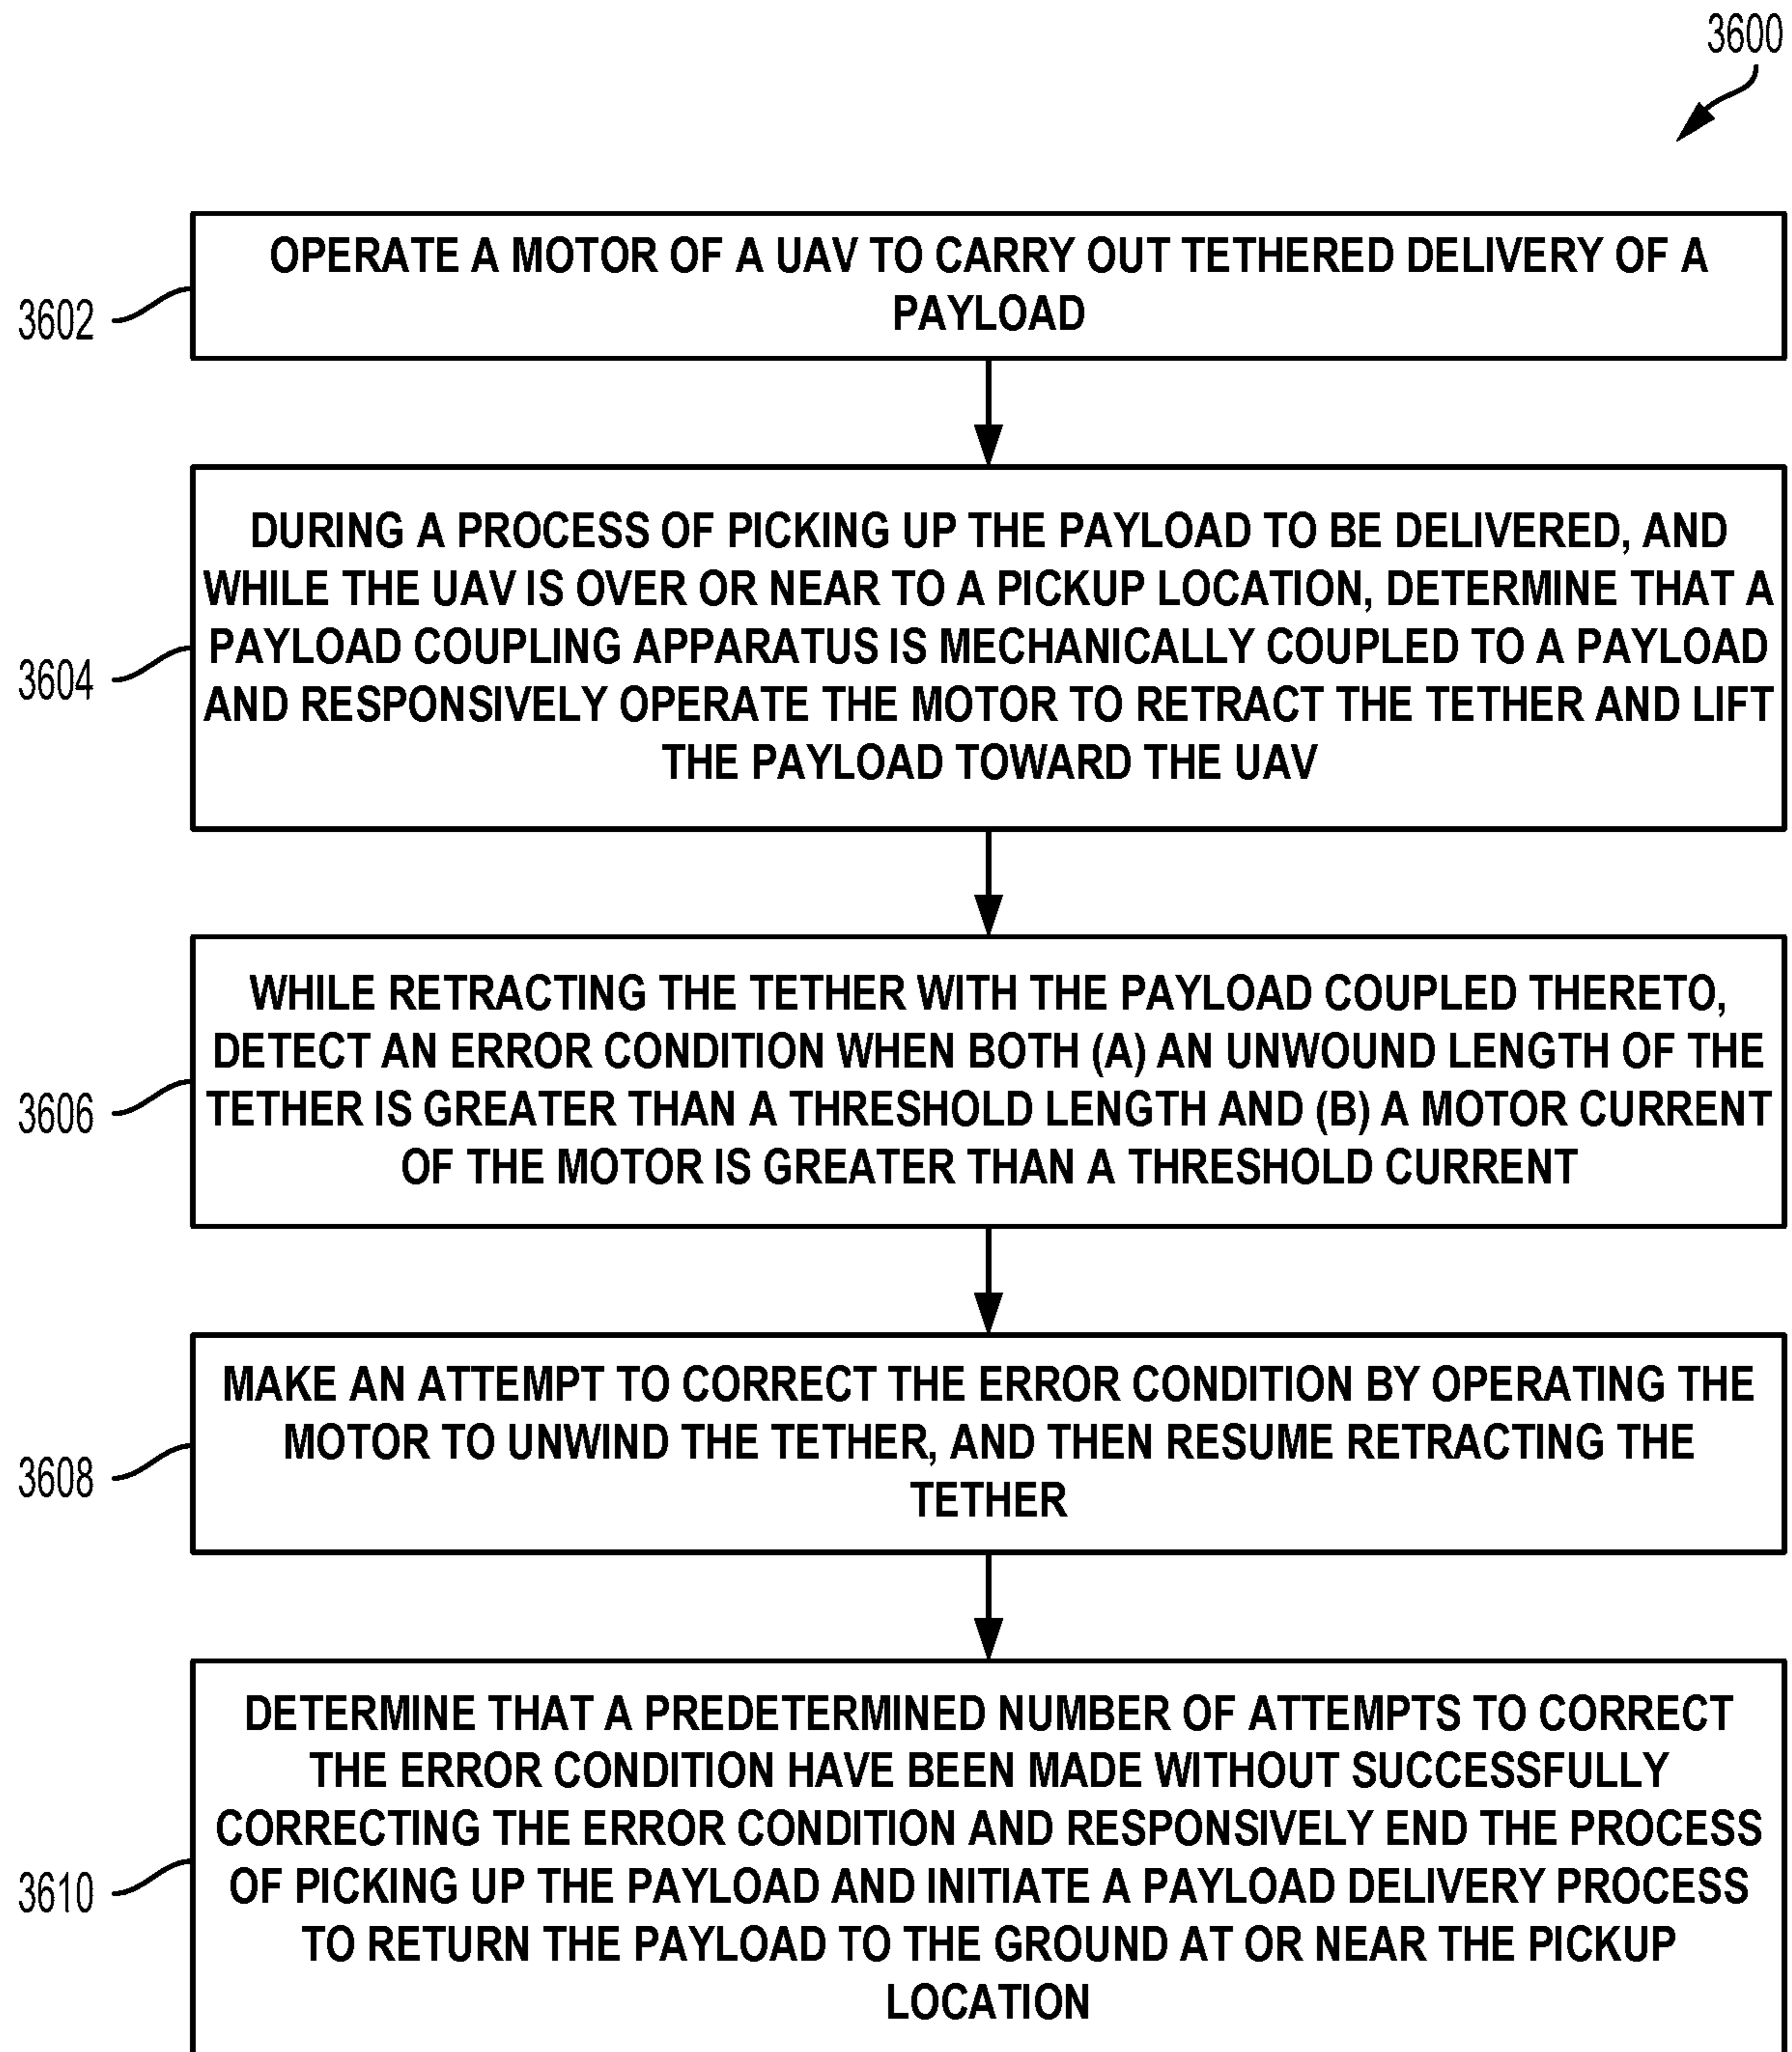 3600
OPERATE A MOTOR OF A UAV TO CARRY OUT TETHERED DELIVERY OF A
PAYLOAD
3602
DURING A PROCESS OF PICKING UP THE PAYLOAD TO BE DELIVERED, AND
WHILE THE UAV IS OVER OR NEAR TO A PICKUP LOCATION, DETERMINE THAT A
PAYLOAD COUPLING APPARATUS IS MECHANICALLY COUPLED TO A PAYLOAD
AND RESPONSIVELY OPERATE THE MOTOR TO RETRACT THE TETHER AND LIFT
THE PAYLOAD TOWARD THE UAV
3604
WHILE RETRACTING THE TETHER WITH THE PAYLOAD COUPLED THERETO,
DETECT AN ERROR CONDITION WHEN BOTH (A) AN UNWOUND LENGTH OF THE
TETHER IS GREATER THAN A THRESHOLD LENGTH AND (B) A MOTOR CURRENT
OF THE MOTOR IS GREATER THAN A THRESHOLD CURRENT
3606
MAKE AN ATTEMPT TO CORRECT THE ERROR CONDITION BY OPERATING THE
MOTOR TO UNWIND THE TETHER, AND THEN RESUME RETRACTING THE
TETHER
3608
DETERMINE THAT A PREDETERMINED NUMBER OF ATTEMPTS TO CORRECT
THE ERROR CONDITION HAVE BEEN MADE WITHOUT SUCCESSFULLY
CORRECTING THE ERROR CONDITION AND RESPONSIVELY END THE PROCESS
OF PICKING UP THE PAYLOAD AND INITIATE A PAYLOAD DELIVERY PROCESS
TO RETURN THE PAYLOAD TO THE GROUND AT OR NEAR THE PICKUP
LOCATION
3610